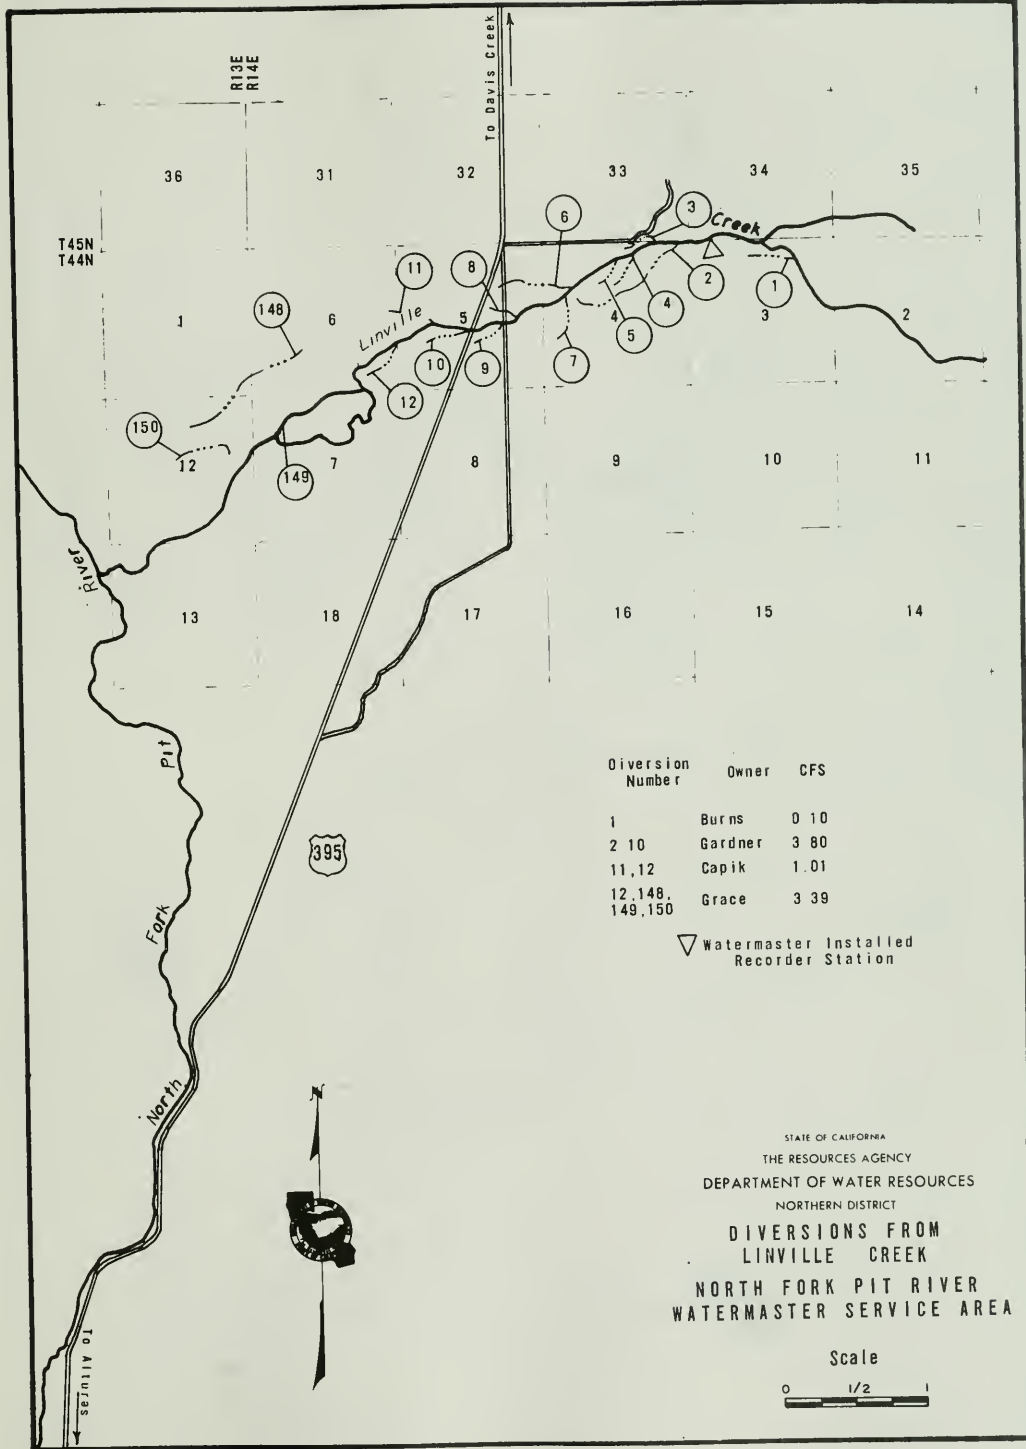 To Davis Creek
R13E
R14E
36
31
32
33
34
35
T45N
T44N
3
Creek
6
11
8
2
1
1
148
6
Linville
5
4
4
5
3
2
10
9
7
12
150
12
149
7
8
9
10
11
River
13
18
17
16
15
14
Pit
Diversion Number Owner CFS
1 Burns 0 10
2 10 Gardner 3 80
11,12 Capik 1.01
12,148,
149,150 Grace 3 39
Watermaster Installed
Recorder Station
395
Fork
North
N
STATE OF CALIFORNIA
THE RESOURCES AGENCY
DEPARTMENT OF WATER RESOURCES
NORTHERN DISTRICT
DIVERSIONS FROM
LINVILLE CREEK
NORTH FORK PIT RIVER
WATERMASTER SERVICE AREA
Scale
0 1/2 1
To Alturas